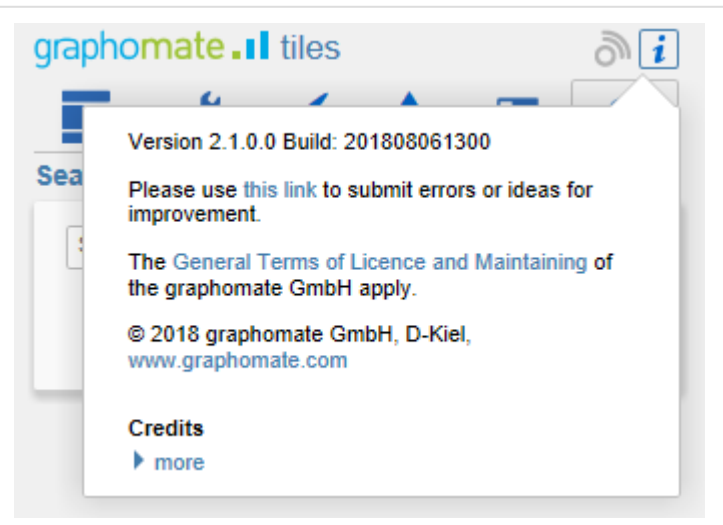 graphomate tiles
i
Version 2.1.0.0 Build: 201808061300
Sea
Please use this link to submit errors or ideas for
improvement.
The General Terms of Licence and Maintaining of
the graphomate GmbH apply.
© 2018 graphomate GmbH, D-Kiel,
www.graphomate.com
Credits
more